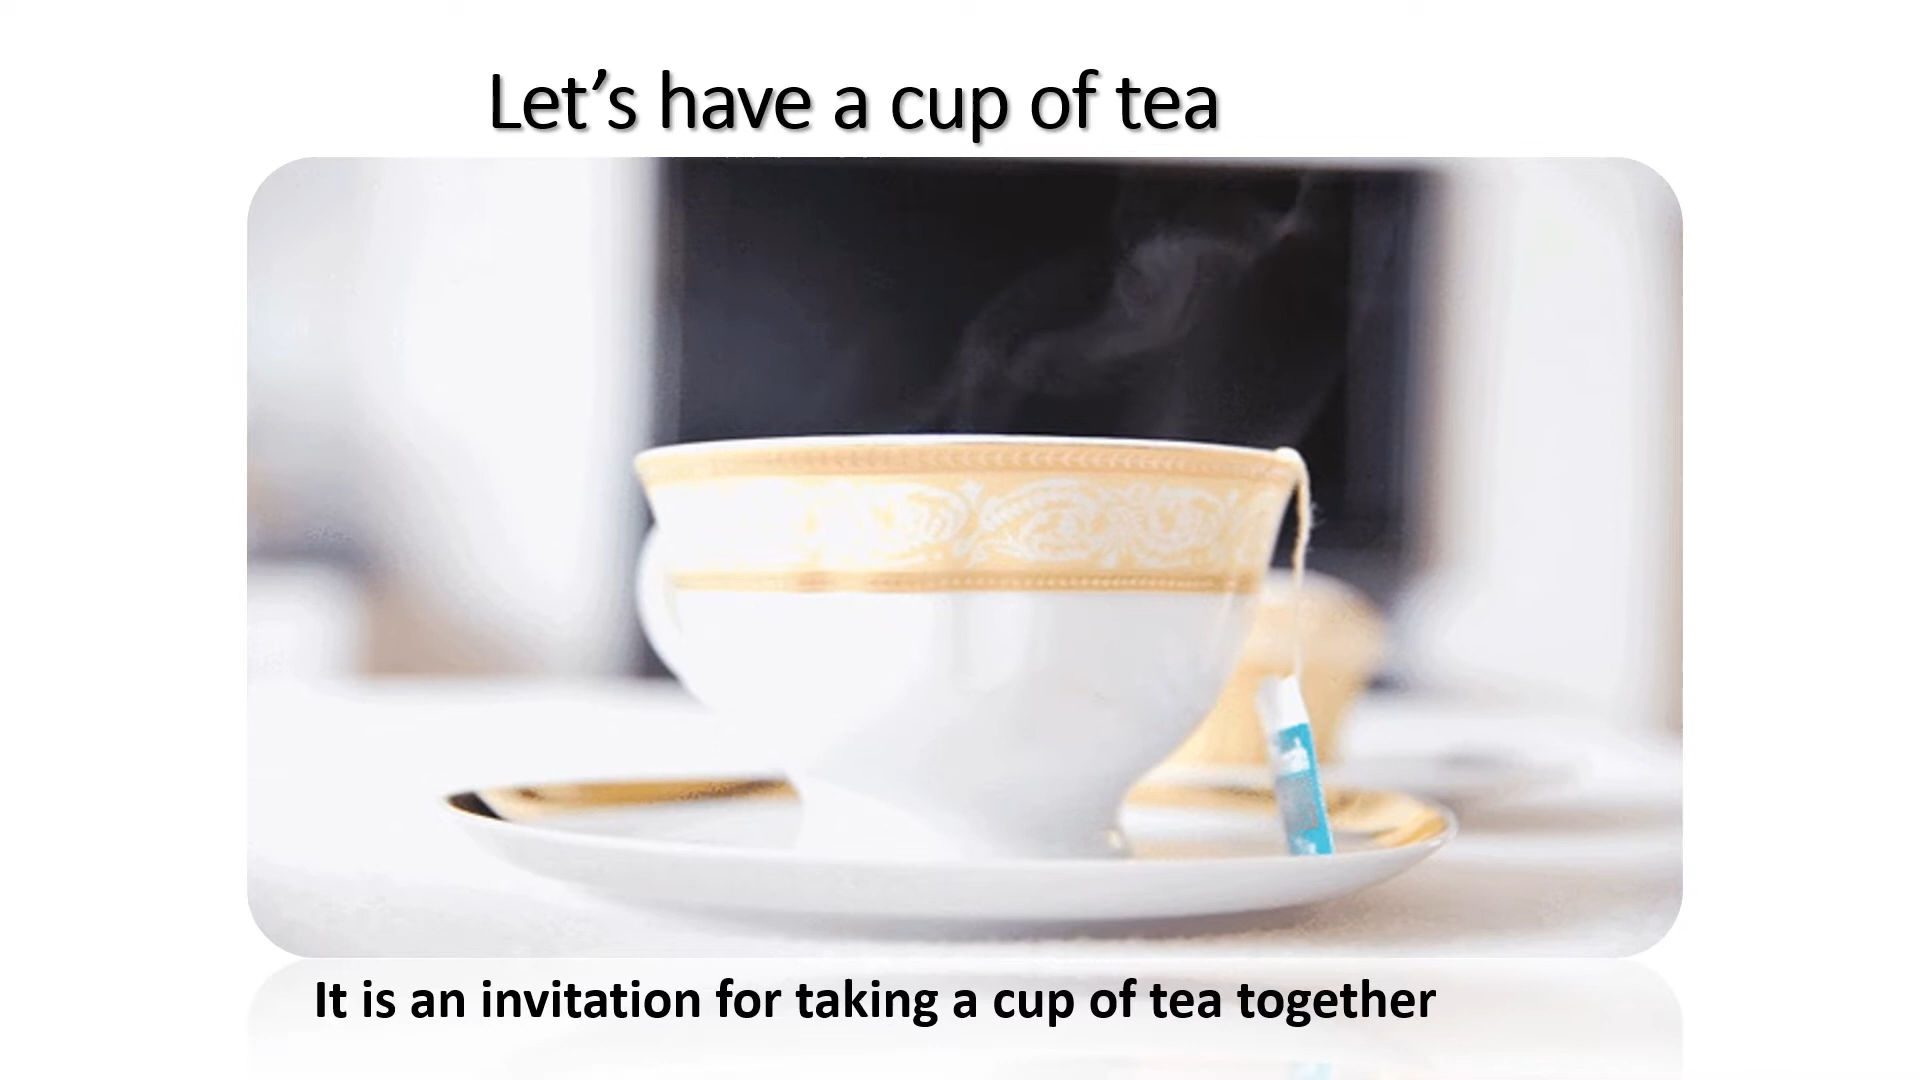 Let’s have a cup of tea
It is an invitation for taking a cup of tea together